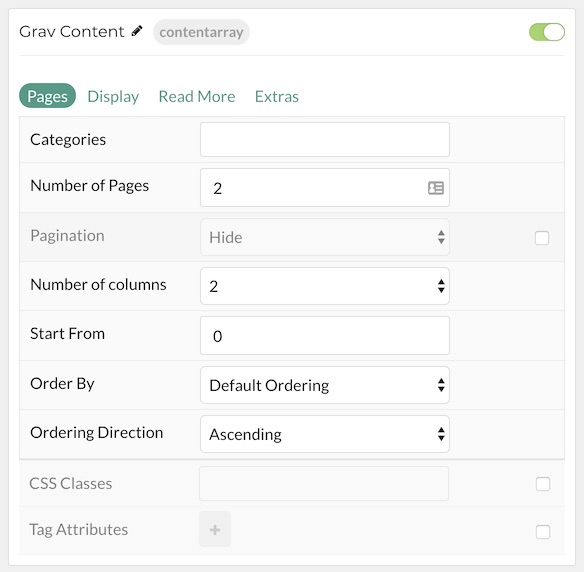 Grav Content contentarray
Pages Display Read More Extras
Categories
Number of Pages 2
Pagination Hide
Number of columns 2
Start From 0
Order By Default Ordering
Ordering Direction Ascending
CSS Classes
Tag Attributes +